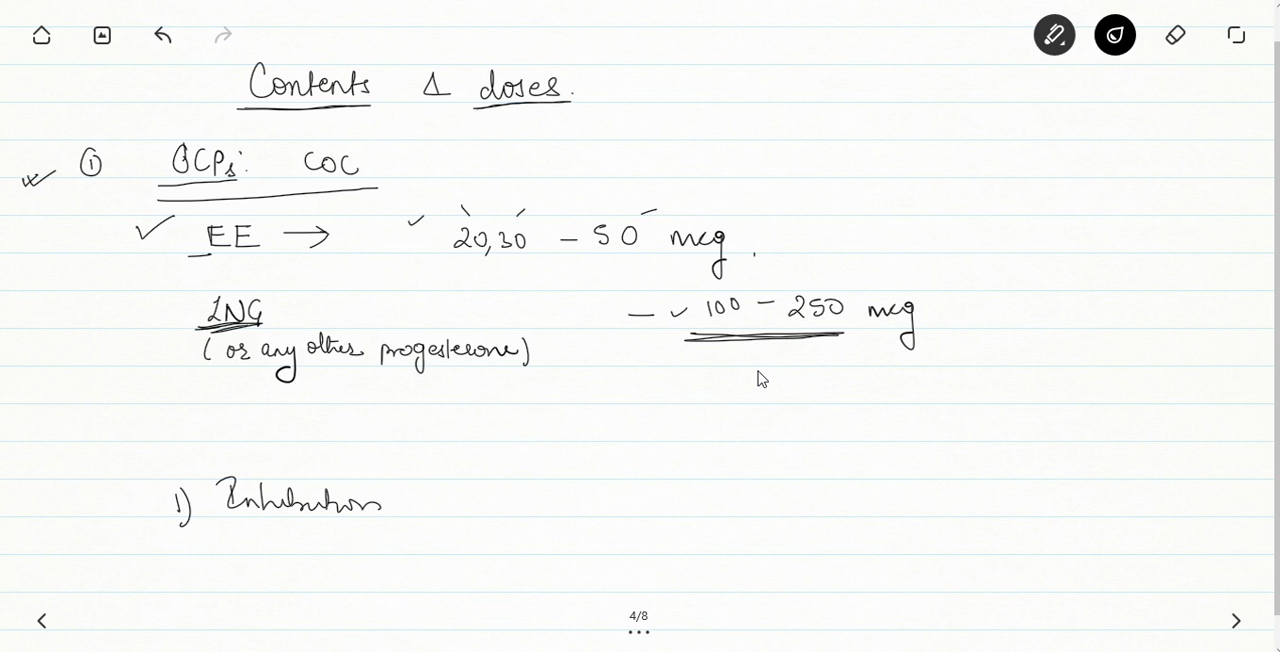 Contents & doses.
① OCPs: COC
EE → 20,30 - 50 mcg.
LNG - 100 - 250 mcg
(or any other progesterone)
1) Inhibition
4/8